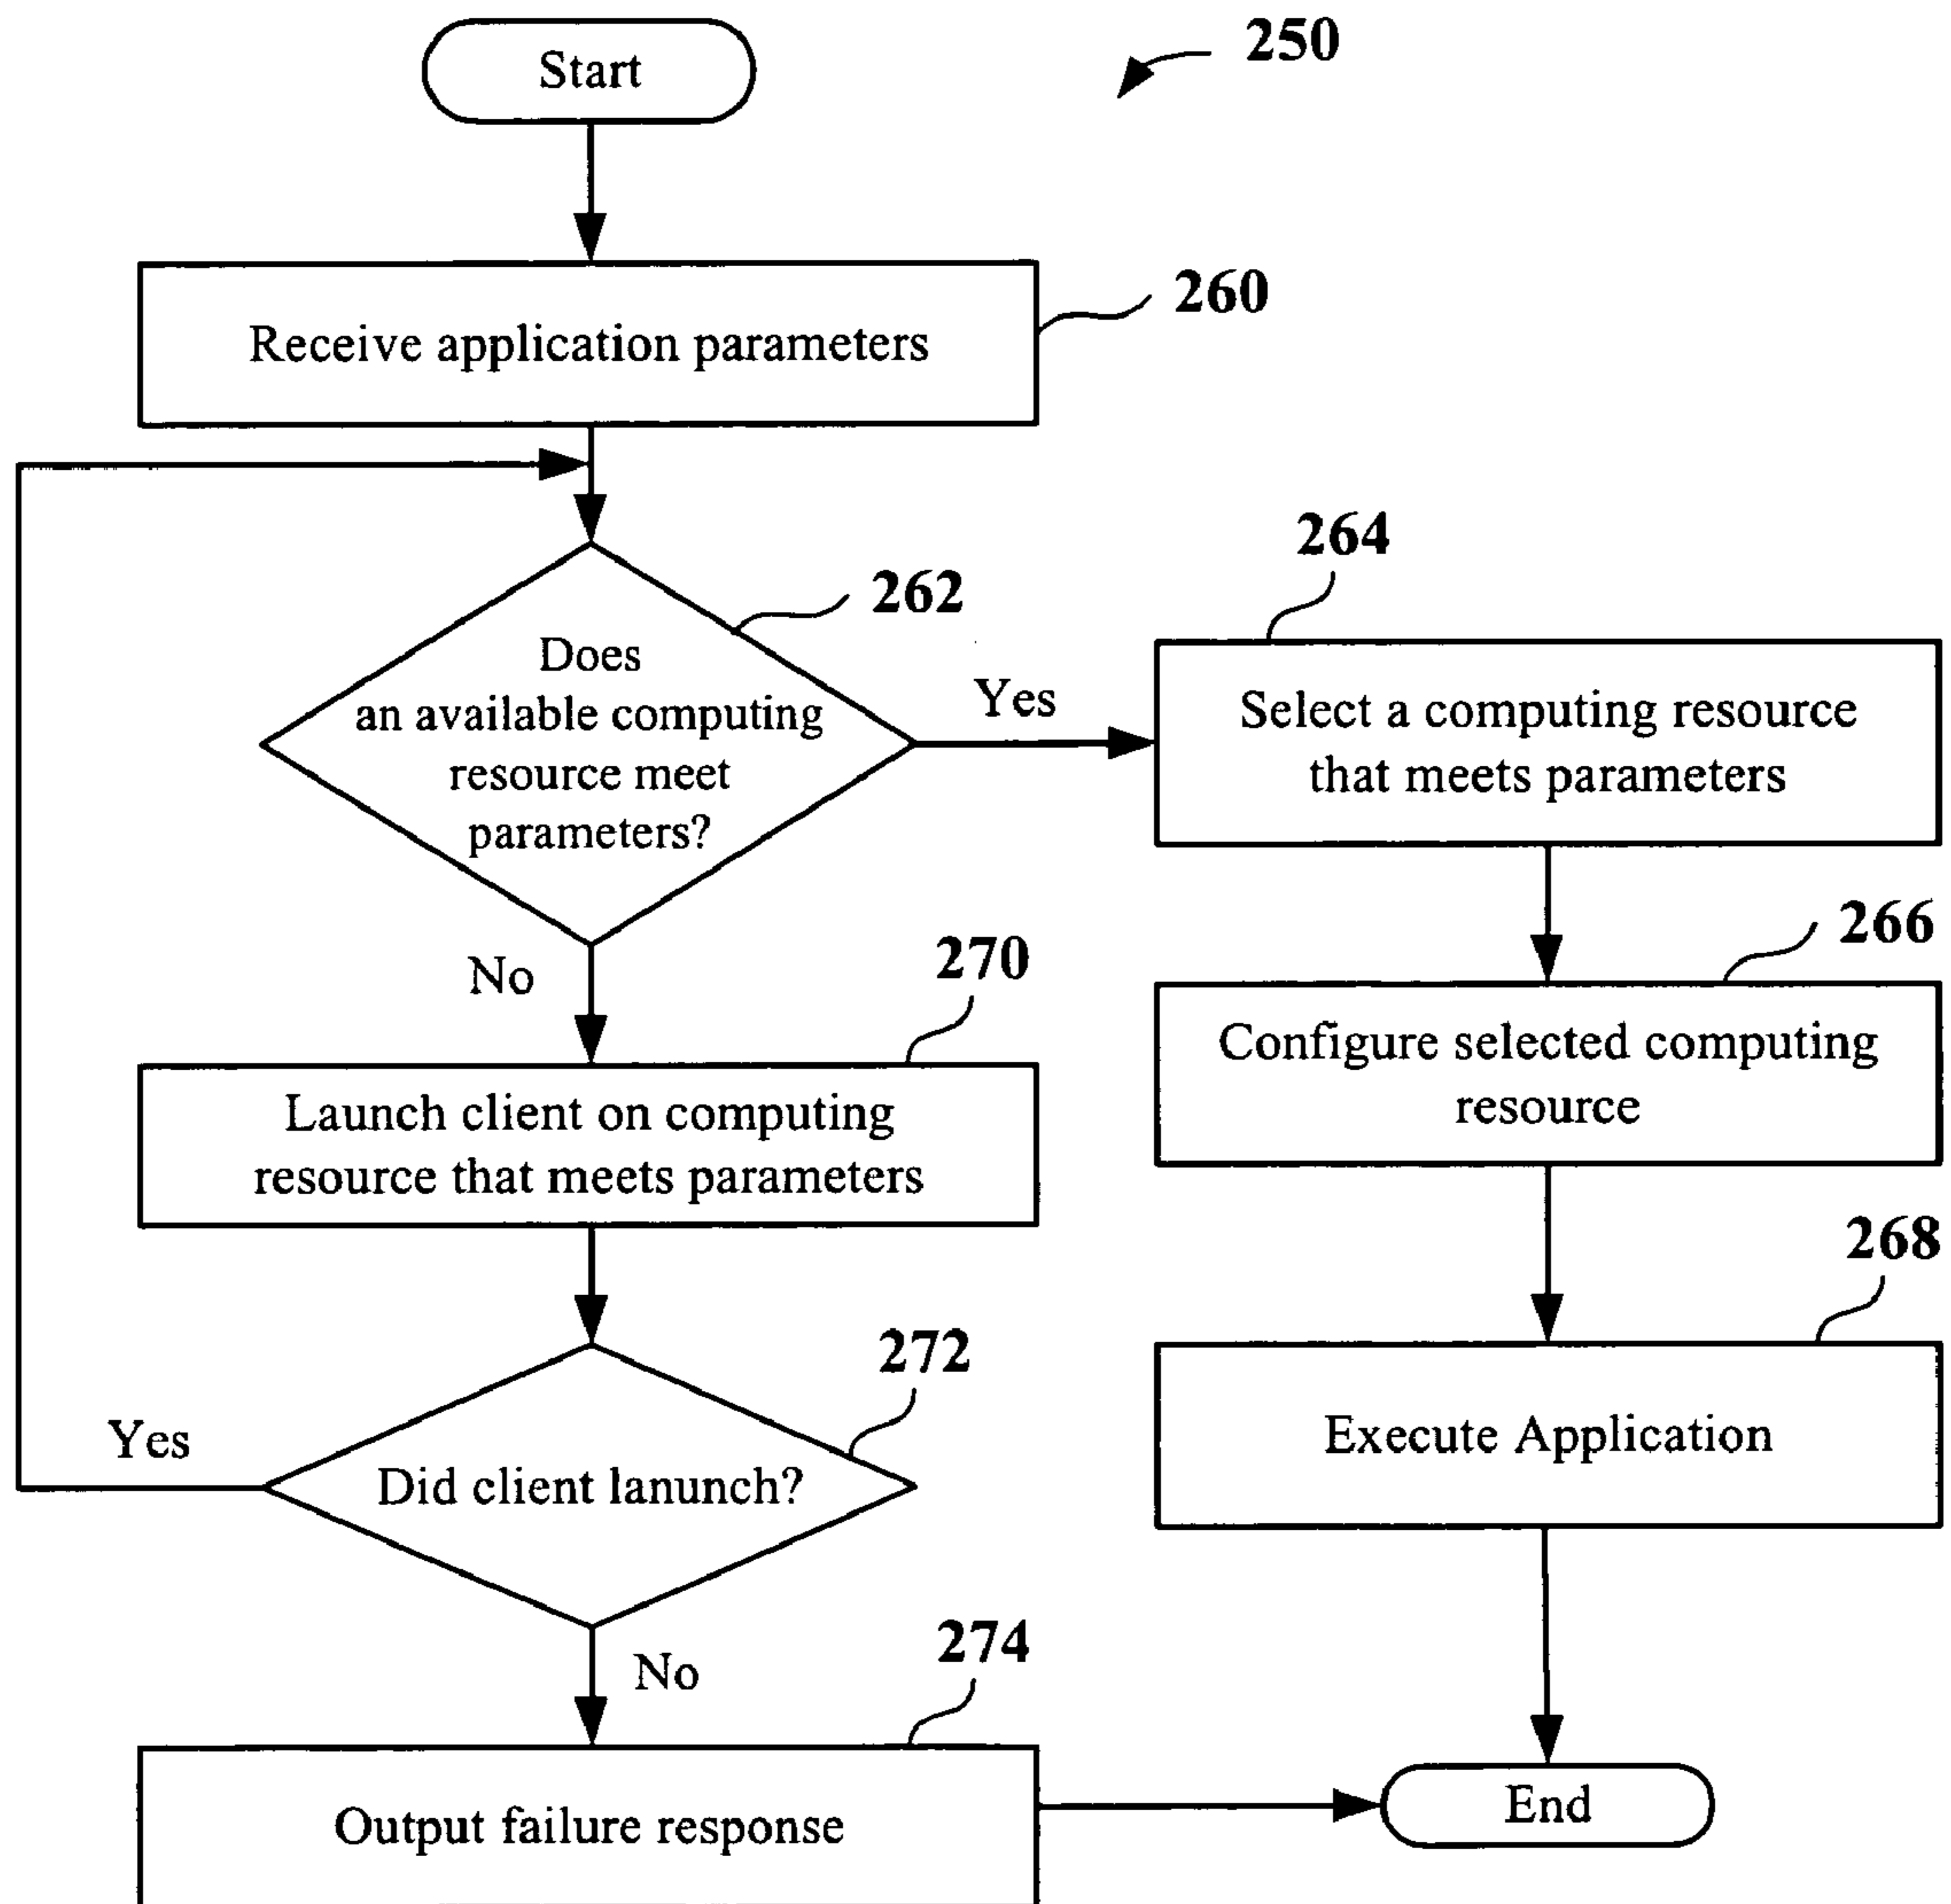 Start
250
Receive application parameters
260
Does
an available computing
resource meet
parameters?
262
Yes
264
Select a computing resource
that meets parameters
266
Configure selected computing
resource
268
Execute Application
No
270
Launch client on computing
resource that meets parameters
272
Did client lanunch?
Yes
No
274
Output failure response
End